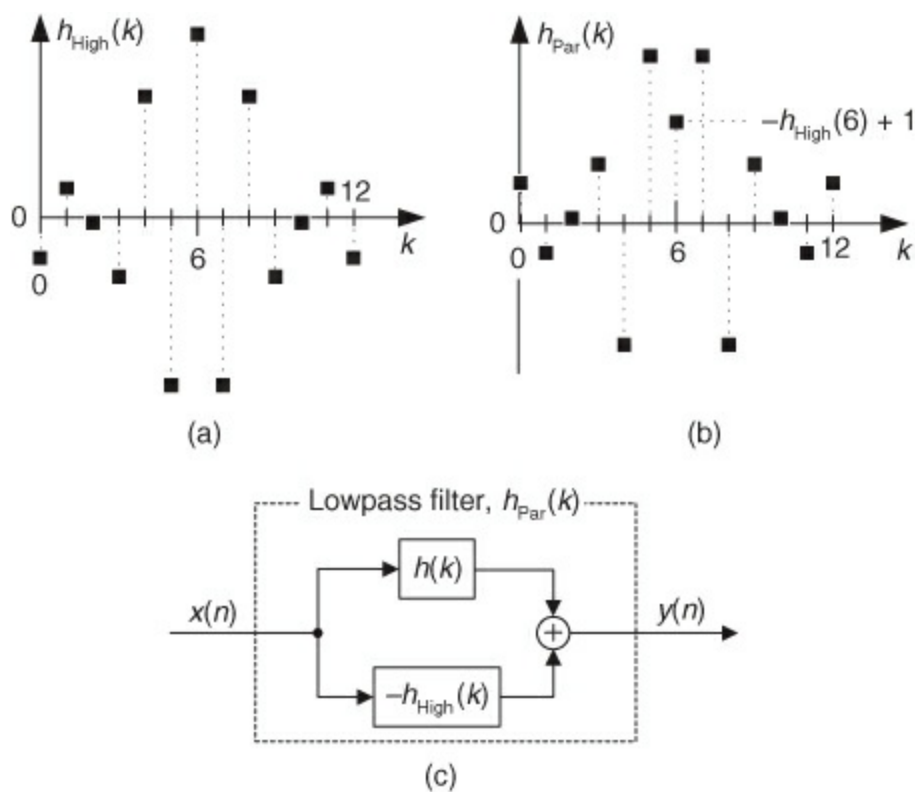 h_High(k)
0
0
6
12
k
(a)
h_Par(k)
–h_High(6) + 1
0
0
6
12
k
(b)
Lowpass filter, h_Par(k)
x(n)
h(k)
+
y(n)
–h_High(k)
(c)